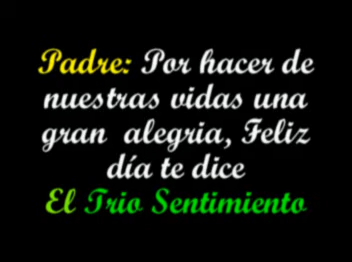 Padre: Por hacer de
nuestras vidas una
gran alegria, Feliz
día te dice
El Trio Sentimiento